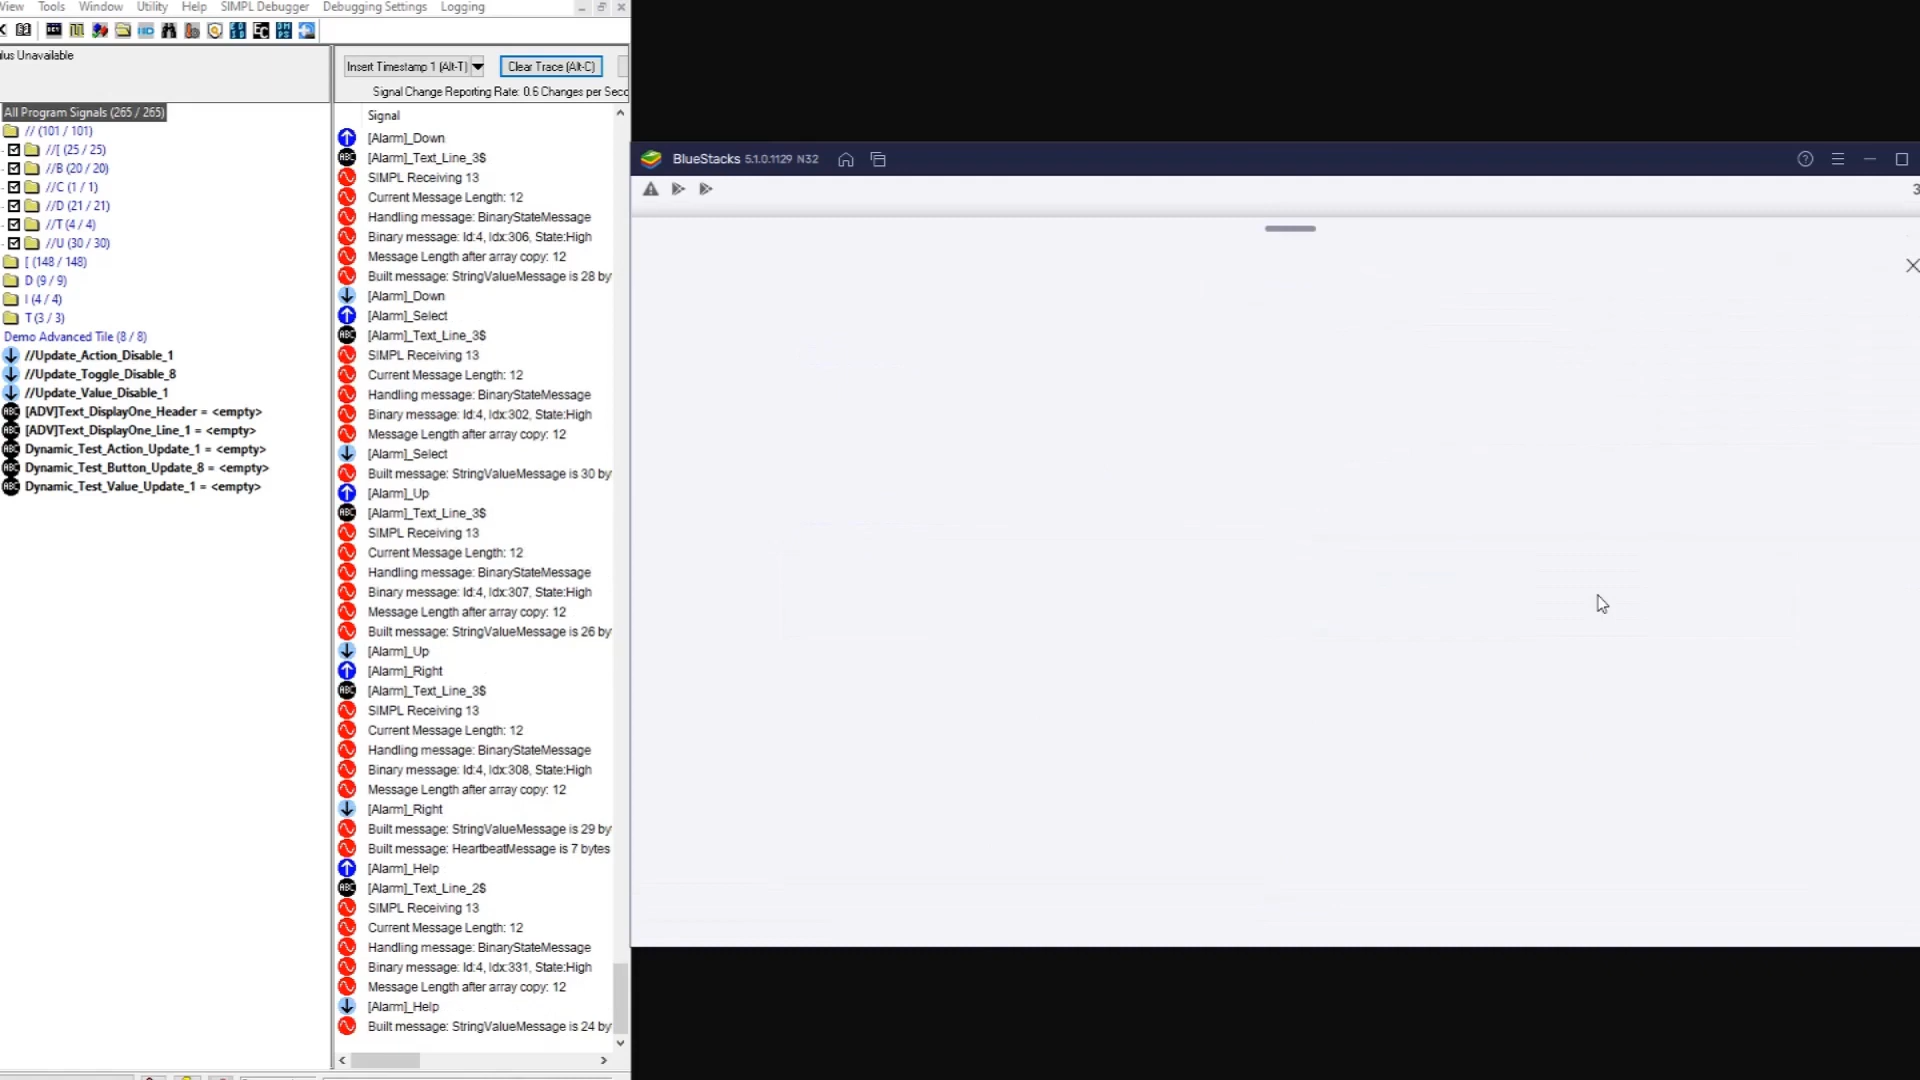 View Tools Window Utility Help SIMPL Debugger Debugging Settings Logging
lus Unavailable
All Program Signals (265 / 265)
// (101 / 101)
//[ (25 / 25)
//B (20 / 20)
//C (1 / 1)
//D (21 / 21)
//T (4 / 4)
//U (30 / 30)
[ (148 / 148)
D (9 / 9)
I (4 / 4)
T (3 / 3)
Demo Advanced Tile (8 / 8)
//Update_Action_Disable_1
//Update_Toggle_Disable_8
//Update_Value_Disable_1
[ADV]Text_DisplayOne_Header = <empty>
[ADV]Text_DisplayOne_Line_1 = <empty>
Dynamic_Test_Action_Update_1 = <empty>
Dynamic_Test_Button_Update_8 = <empty>
Dynamic_Test_Value_Update_1 = <empty>
Insert Timestamp 1 (Alt-T) Clear Trace (Alt-C)
Signal Change Reporting Rate: 0.6 Changes per Seco
Signal
[Alarm]_Down
[Alarm]_Text_Line_3$
SIMPL Receiving 13
Current Message Length: 12
Handling message: BinaryStateMessage
Binary message: Id:4, Idx:306, State:High
Message Length after array copy: 12
Built message: StringValueMessage is 28 by
[Alarm]_Down
[Alarm]_Select
[Alarm]_Text_Line_3$
SIMPL Receiving 13
Current Message Length: 12
Handling message: BinaryStateMessage
Binary message: Id:4, Idx:302, State:High
Message Length after array copy: 12
[Alarm]_Select
Built message: StringValueMessage is 30 by
[Alarm]_Up
[Alarm]_Text_Line_3$
SIMPL Receiving 13
Current Message Length: 12
Handling message: BinaryStateMessage
Binary message: Id:4, Idx:307, State:High
Message Length after array copy: 12
Built message: StringValueMessage is 26 by
[Alarm]_Up
[Alarm]_Right
[Alarm]_Text_Line_3$
SIMPL Receiving 13
Current Message Length: 12
Handling message: BinaryStateMessage
Binary message: Id:4, Idx:308, State:High
Message Length after array copy: 12
[Alarm]_Right
Built message: StringValueMessage is 29 by
Built message: HeartbeatMessage is 7 bytes
[Alarm]_Help
[Alarm]_Text_Line_2$
SIMPL Receiving 13
Current Message Length: 12
Handling message: BinaryStateMessage
Binary message: Id:4, Idx:331, State:High
Message Length after array copy: 12
[Alarm]_Help
Built message: StringValueMessage is 24 by
BlueStacks 5.1.0.1129 N32
3